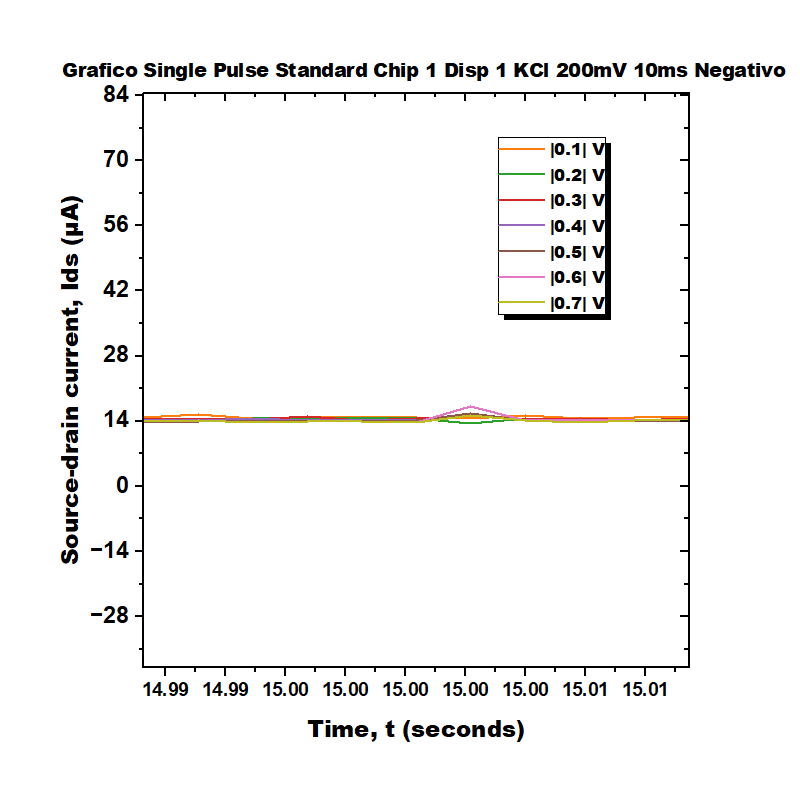 Grafico Single Pulse Standard Chip 1 Disp 1 KCl 200mV 10ms Negativo
84
70
56
42
28
14
0
−14
−28
Source-drain current, Ids (µA)
|0.1| V
|0.2| V
|0.3| V
|0.4| V
|0.5| V
|0.6| V
|0.7| V
14.99 14.99 15.00 15.00 15.00 15.00 15.00 15.01 15.01
Time, t (seconds)